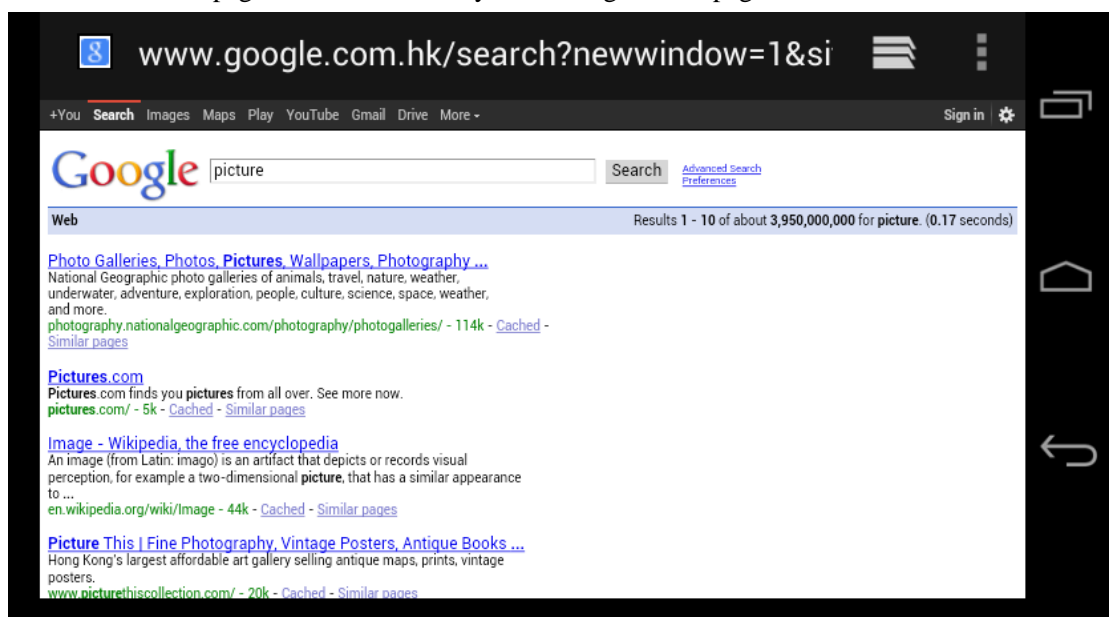 page
page
8 www.google.com.hk/search?newwindow=1&si
+You Search Images Maps Play YouTube Gmail Drive More
Sign in
Google picture Search Advanced Search
Preferences
Web Results 1 - 10 of about 3,950,000,000 for picture. (0.17 seconds)
Photo Galleries, Photos, Pictures, Wallpapers, Photography ...
National Geographic photo galleries of animals, travel, nature, weather,
underwater, adventure, exploration, people, culture, science, space, weather,
and more.
photography.nationalgeographic.com/photography/photogalleries/ - 114k - Cached -
Similar pages
Pictures.com
Pictures.com finds you pictures from all over. See more now.
pictures.com/ - 5k - Cached - Similar pages
Image - Wikipedia, the free encyclopedia
An image (from Latin: imago) is an artifact that depicts or records visual
perception, for example a two-dimensional picture, that has a similar appearance
to ...
en.wikipedia.org/wiki/Image - 44k - Cached - Similar pages
Picture This | Fine Photography, Vintage Posters, Antique Books ...
Hong Kong's largest affordable art gallery selling antique maps, prints, vintage
posters.
www.picturethiscollection.com/ - 20k - Cached - Similar pages